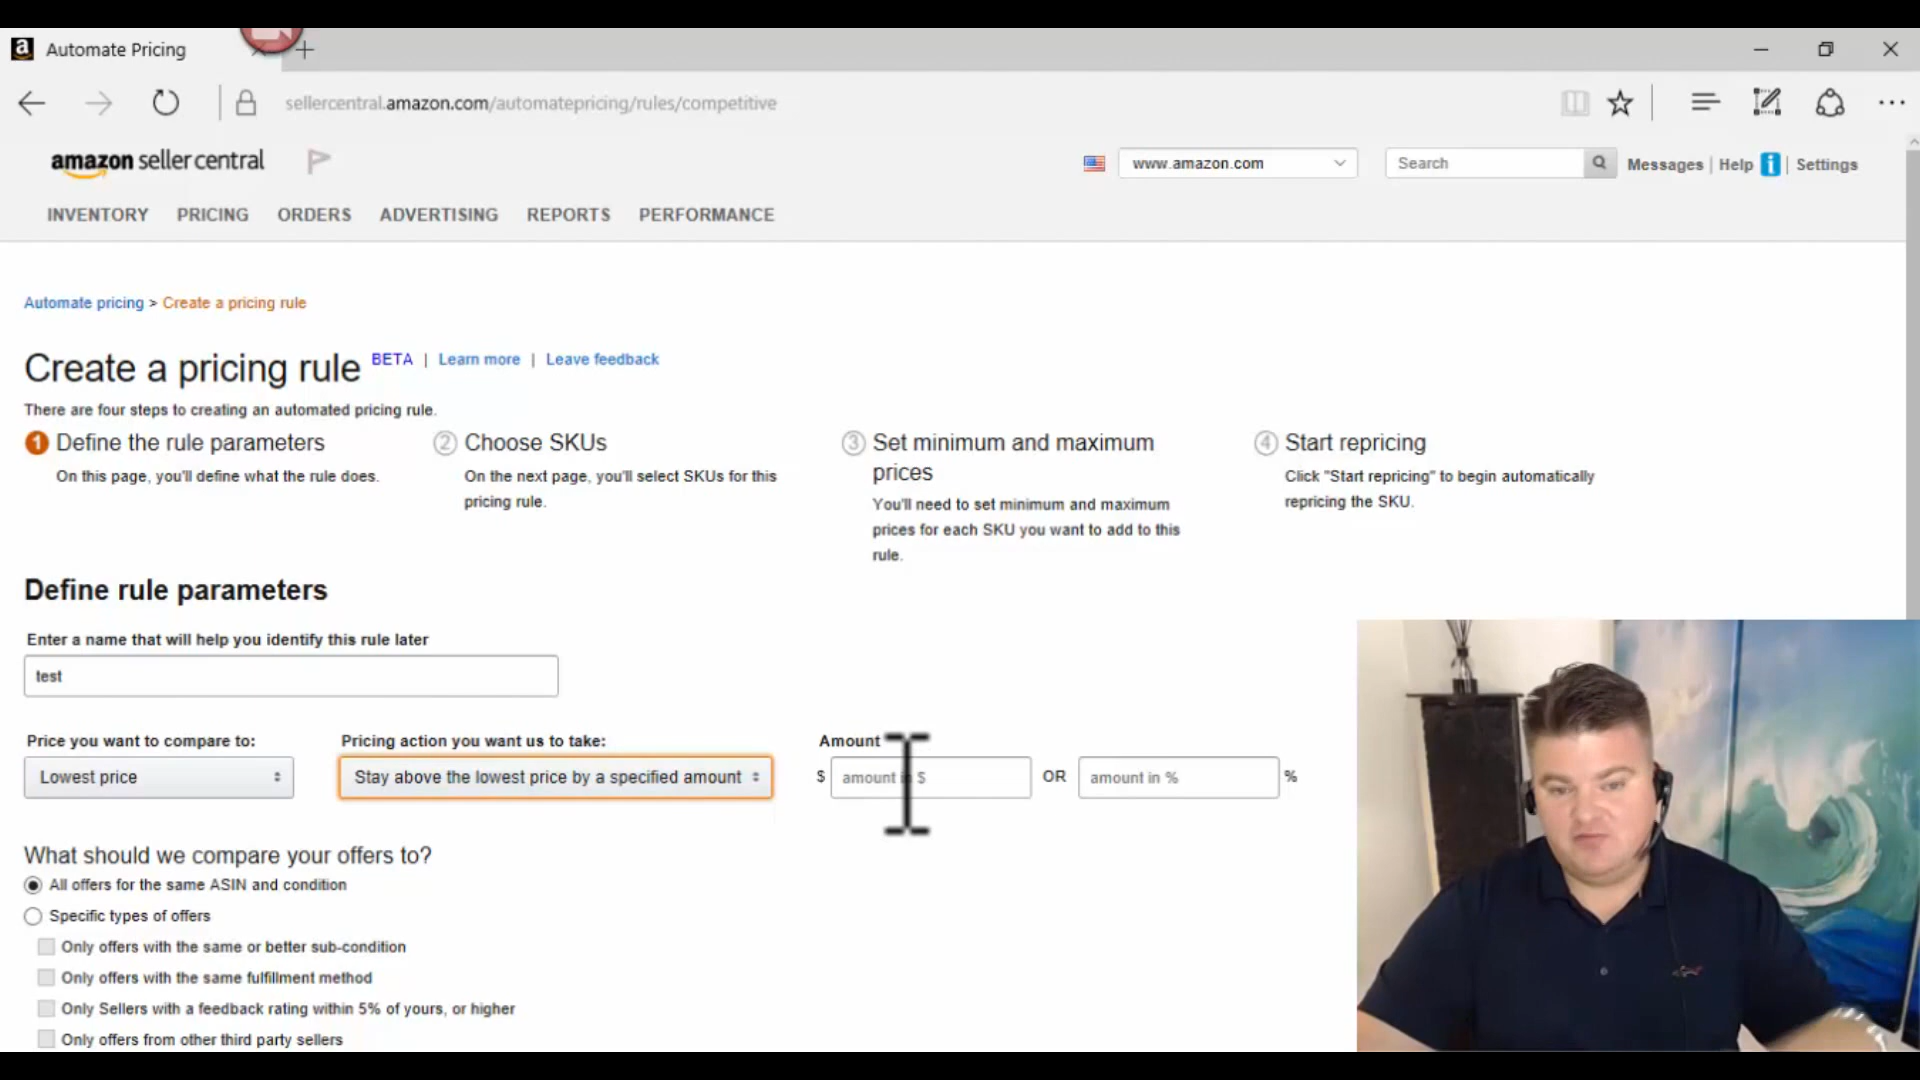 Automate Pricing
sellercentral.amazon.com/automatepricing/rules/competitive
amazon seller central
www.amazon.com
Search
Messages | Help i | Settings
INVENTORY PRICING ORDERS ADVERTISING REPORTS PERFORMANCE
Automate pricing > Create a pricing rule
Create a pricing rule BETA | Learn more | Leave feedback
There are four steps to creating an automated pricing rule.
1 Define the rule parameters
On this page, you'll define what the rule does.
2 Choose SKUs
On the next page, you'll select SKUs for this
pricing rule.
3 Set minimum and maximum
prices
You'll need to set minimum and maximum
prices for each SKU you want to add to this
rule.
4 Start repricing
Click "Start repricing" to begin automatically
repricing the SKU.
Define rule parameters
Enter a name that will help you identify this rule later
test
Price you want to compare to: Pricing action you want us to take: Amount
Lowest price Stay above the lowest price by a specified amount $ amount in $ OR amount in % %
What should we compare your offers to?
All offers for the same ASIN and condition
Specific types of offers
Only offers with the same or better sub-condition
Only offers with the same fulfillment method
Only Sellers with a feedback rating within 5% of yours, or higher
Only offers from other third party sellers